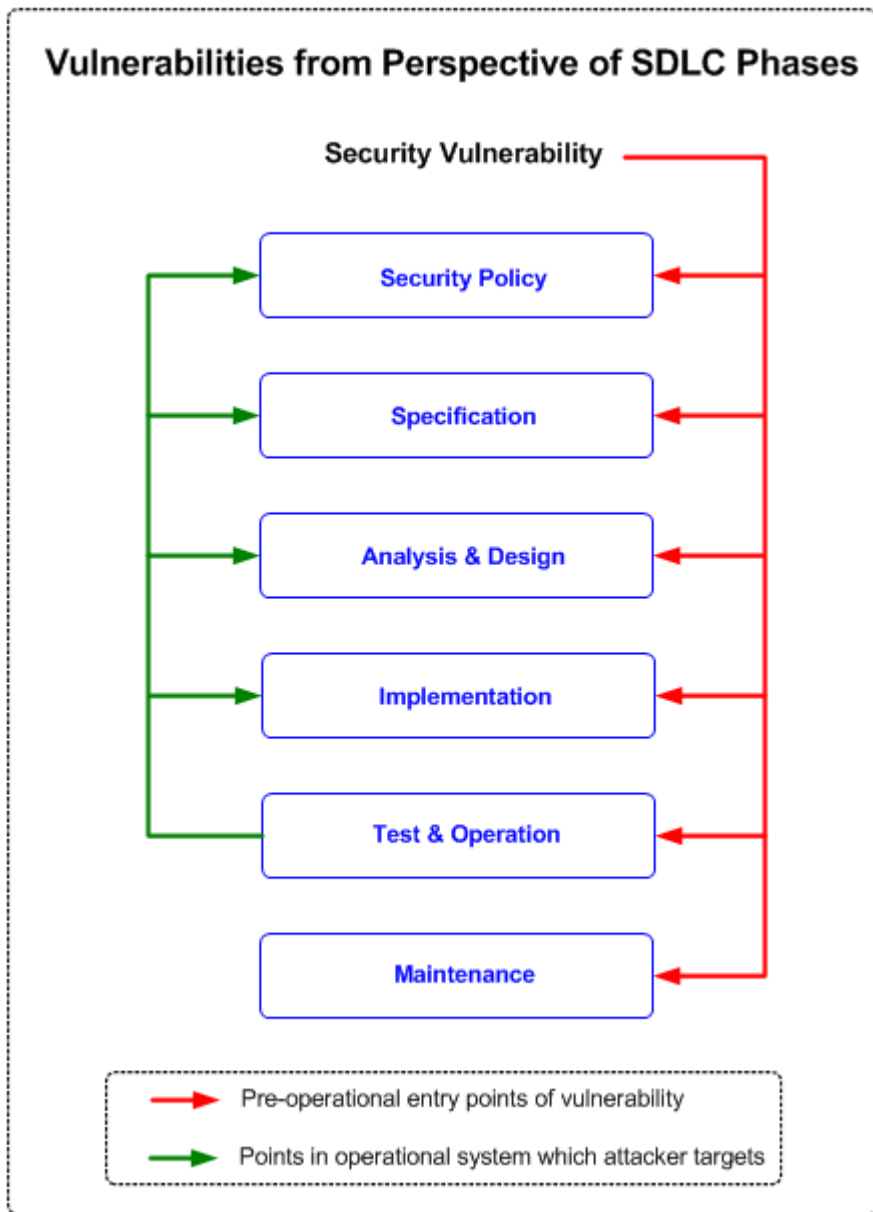 Vulnerabilities from Perspective of SDLC Phases
Security Vulnerability
Security Policy
Specification
Analysis & Design
Implementation
Test & Operation
Maintenance
Pre-operational entry points of vulnerability
Points in operational system which attacker targets